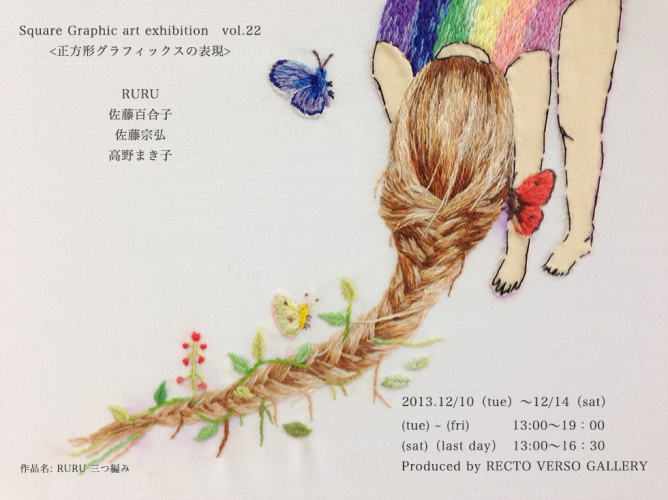 Square Graphic art exhibition vol.22
<正方形グラフィックスの表現>
RURU
佐藤百合子
佐藤宗弘
高野まき子
2013.12/10（tue）～12/14（sat）
(tue) ~ (fri) 13:00～19：00
(sat)（last day） 13:00～16：30
Produced by RECTO VERSO GALLERY
作品名: RURU 三つ編み